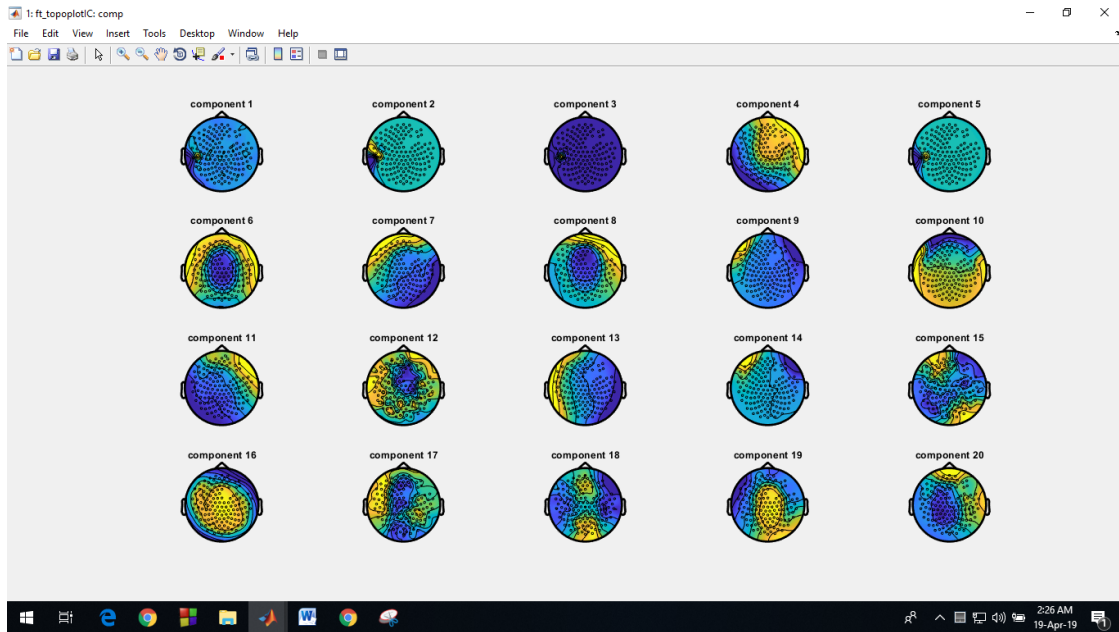 1: ft_topoplotIC: comp
File Edit View Insert Tools Desktop Window Help
component 1 component 2 component 3 component 4 component 5
component 6 component 7 component 8 component 9 component 10
component 11 component 12 component 13 component 14 component 15
component 16 component 17 component 18 component 19 component 20
2:26 AM
19-Apr-19
W
1